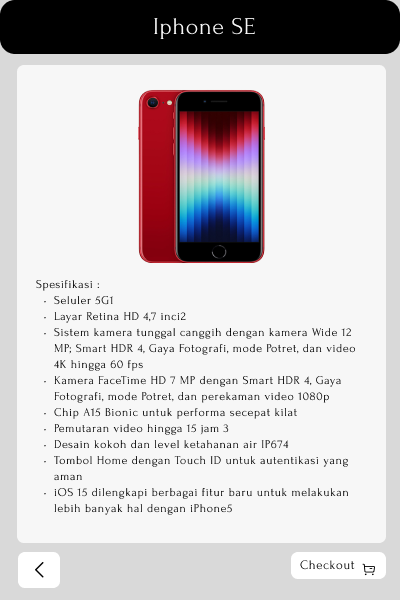 Iphone SE
Spesifikasi :
· Seluler 5G1
· Layar Retina HD 4,7 inci2
· Sistem kamera tunggal canggih dengan kamera Wide 12
MP; Smart HDR 4, Gaya Fotografi, mode Potret, dan video
4K hingga 60 fps
· Kamera FaceTime HD 7 MP dengan Smart HDR 4, Gaya
Fotografi, mode Potret, dan perekaman video 1080p
· Chip A15 Bionic untuk performa secepat kilat
· Pemutaran video hingga 15 jam 3
· Desain kokoh dan level ketahanan air IP674
· Tombol Home dengan Touch ID untuk autentikasi yang
aman
· iOS 15 dilengkapi berbagai fitur baru untuk melakukan
lebih banyak hal dengan iPhone5
Checkout